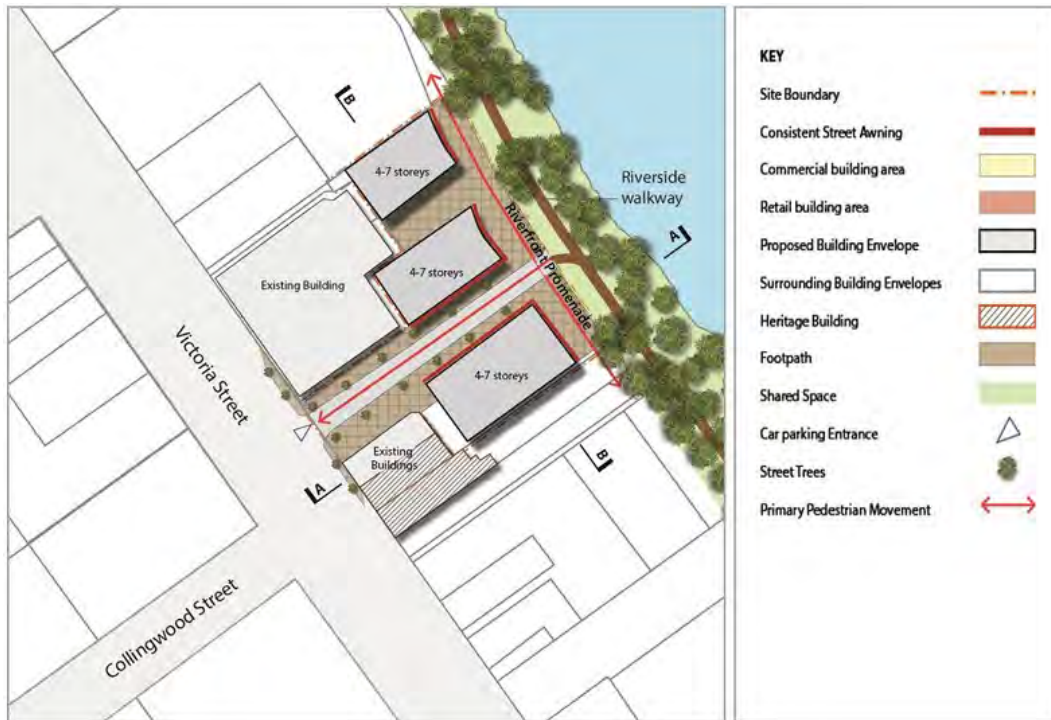 B
4-7 storeys
Riverside
walkway
A
Riverfront Promenade
4-7 storeys
Existing Building
Victoria Street
4-7 storeys
Existing
Buildings
B
A
Collingwood Street
KEY
Site Boundary
Consistent Street Awning
Commercial building area
Retail building area
Proposed Building Envelope
Surrounding Building Envelopes
Heritage Building
Footpath
Shared Space
Car parking Entrance
Street Trees
Primary Pedestrian Movement